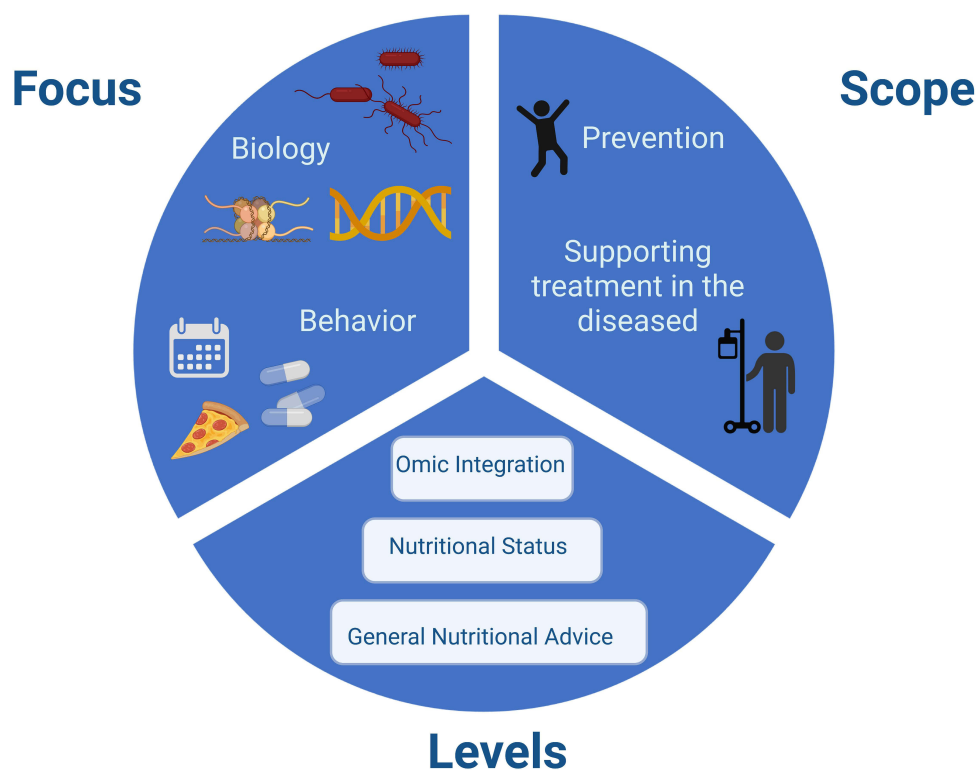 Focus
Scope
Biology
Behavior
Prevention
Supporting
treatment in the
diseased
Omic Integration
Nutritional Status
General Nutritional Advice
Levels